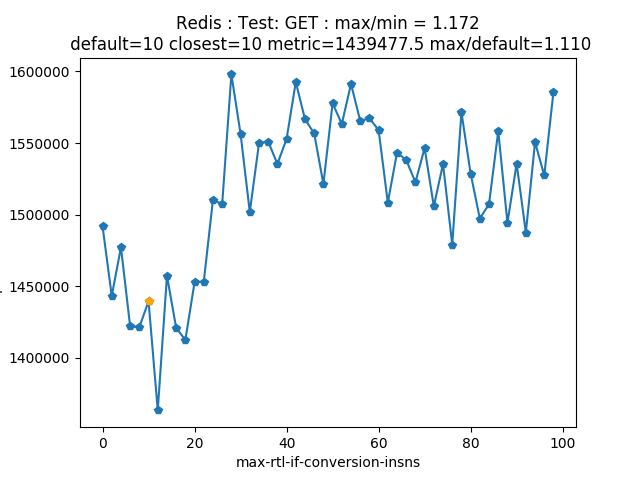 Redis : Test: GET : max/min = 1.172
default=10 closest=10 metric=1439477.5 max/default=1.110
1600000
1550000
1500000
1450000
1400000
0 20 40 60 80 100
max-rtl-if-conversion-insns